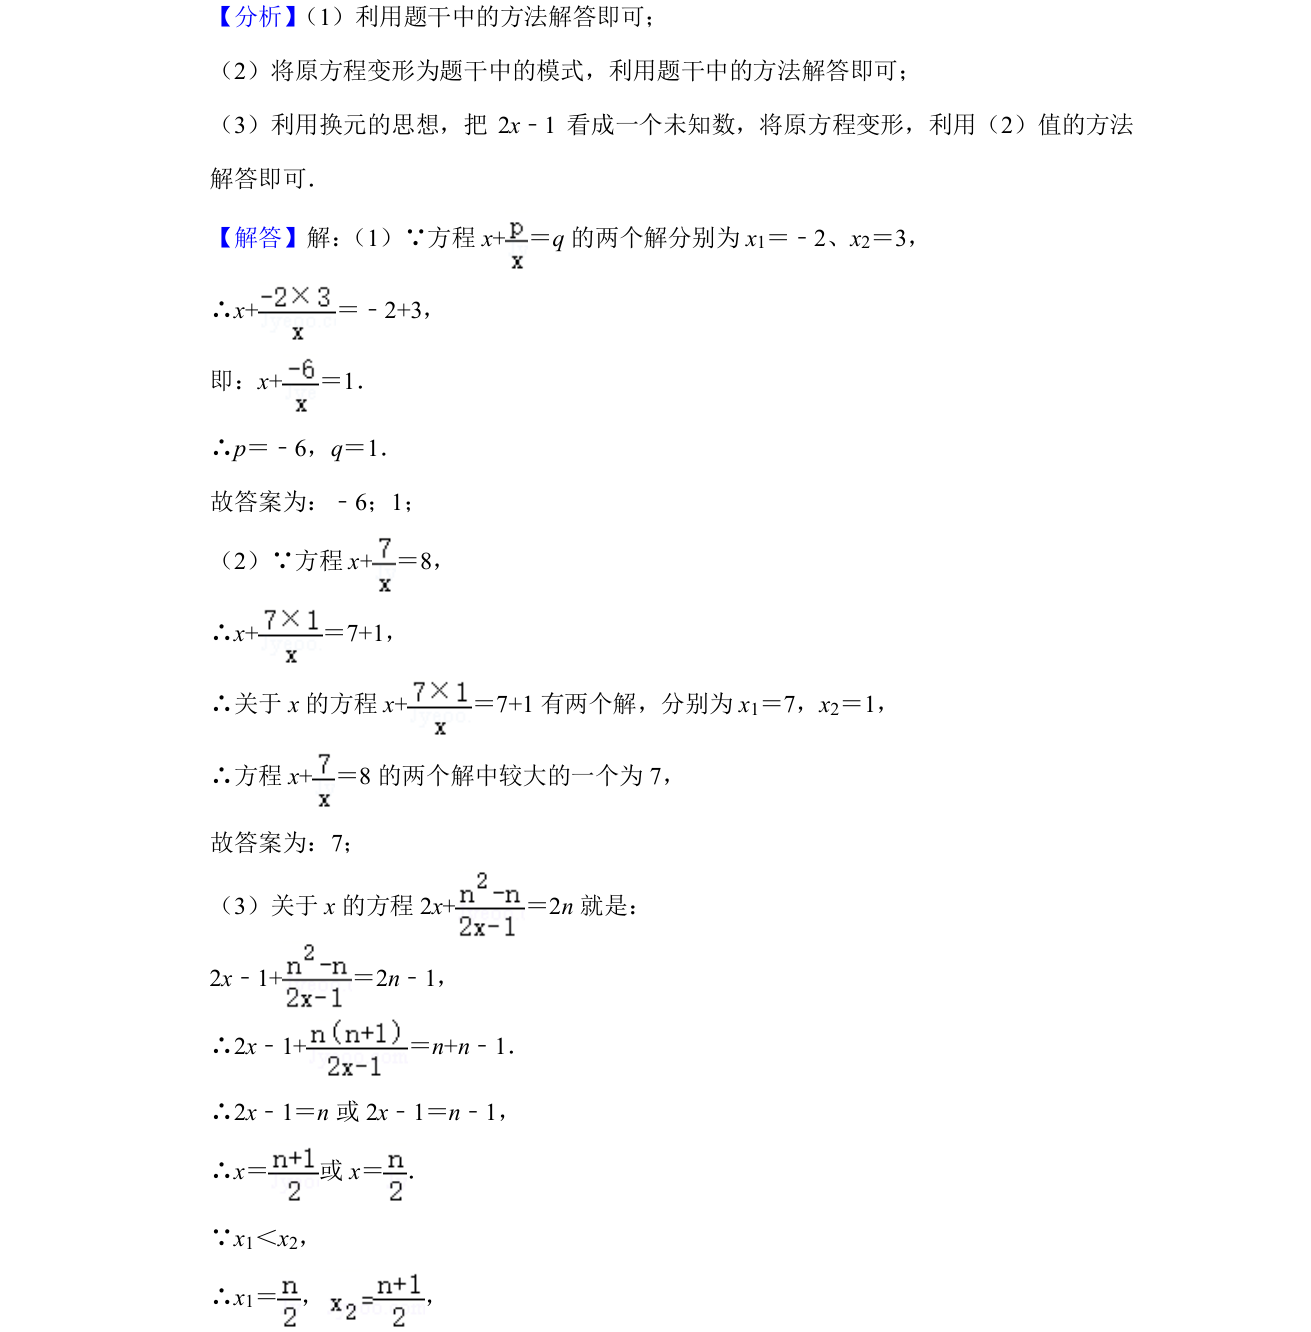 【分析】（1）利用题干中的方法解答即可；
（2）将原方程变形为题干中的模式，利用题干中的方法解答即可；
（3）利用换元的思想，把 2x﹣1 看成一个未知数，将原方程变形，利用（2）值的方法
解答即可．
【解答】解：（1）∵方程 x+p/x＝q 的两个解分别为 x1＝﹣2、x2＝3，
∴x+-2×3/x＝﹣2+3，
即：x+-6/x＝1．
∴p＝﹣6，q＝1．
故答案为：﹣6；1；
（2）∵方程 x+7/x＝8，
∴x+7×1/x＝7+1，
∴关于 x 的方程 x+7×1/x＝7+1 有两个解，分别为 x1＝7，x2＝1，
∴方程 x+7/x＝8 的两个解中较大的一个为 7，
故答案为：7；
（3）关于 x 的方程 2x+n²-n/2x-1＝2n 就是：
2x﹣1+n²-n/2x-1＝2n﹣1，
∴2x﹣1+n(n+1)/2x-1＝n+n﹣1．
∴2x﹣1＝n 或 2x﹣1＝n﹣1，
∴x＝n+1/2或 x＝n/2．
∵x1＜x2，
∴x1＝n/2，x2=n+1/2，